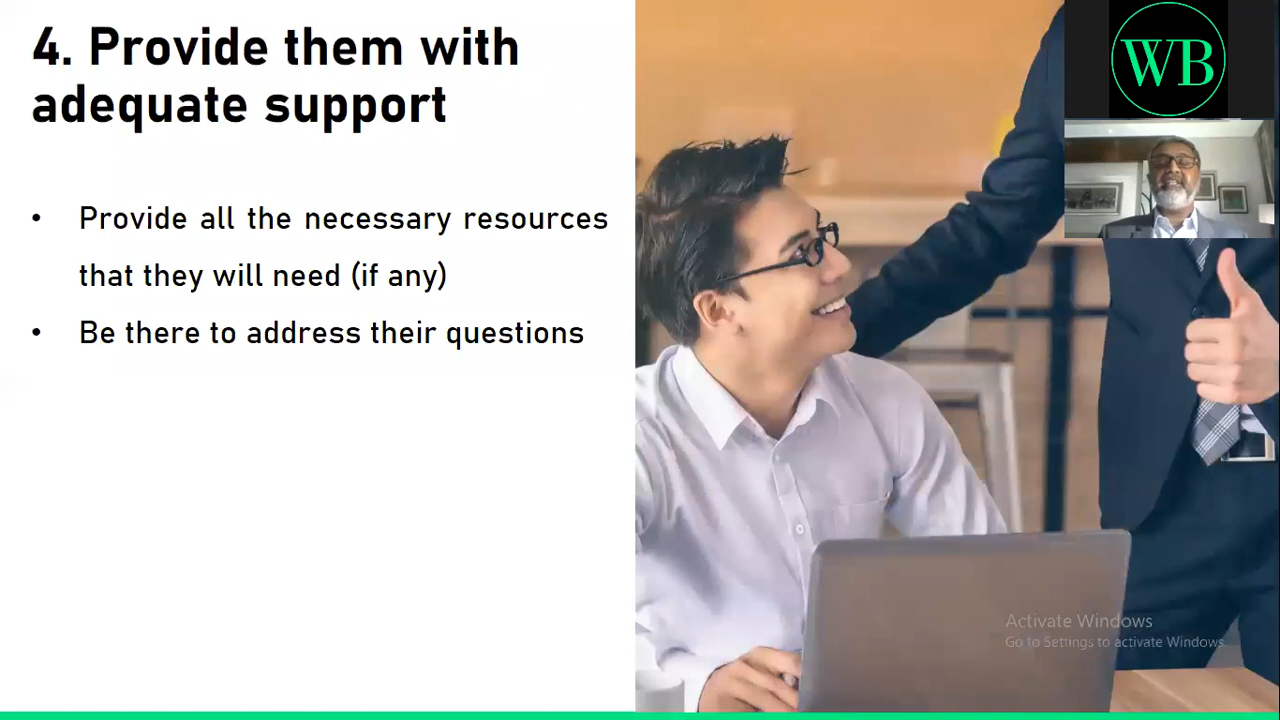 4. Provide them with
adequate support
• Provide all the necessary resources
that they will need (if any)
• Be there to address their questions
WB
Activate Windows
Go to Settings to activate Windows.